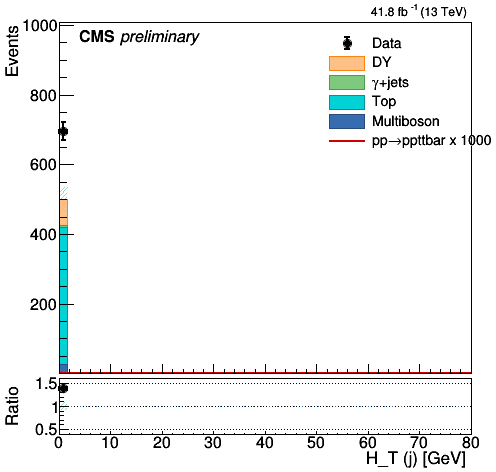 41.8 fb⁻¹ (13 TeV)
Events
CMS preliminary
Data
DY
γ+jets
Top
Multiboson
pp→ppttbar x 1000
1000
800
600
400
200
Ratio
1.5
1
0.5
0 10 20 30 40 50 60 70 80
H_T (j) [GeV]